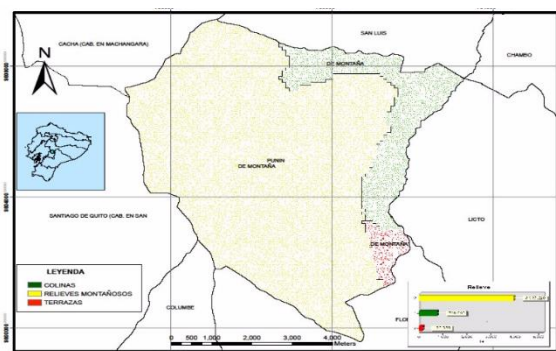 N
CACHA (CAB. EN MACHANGARA)
SAN LUIS
CHAMBO
DE MONTAÑA
PUNIN
DE MONTAÑA
SANTIAGO DE QUITO (CAB. EN SAN
LICTO
DE MONTAÑA
COLUMBE
FLO
LEYENDA
COLINAS
RELIEVES MONTAÑOSOS
TERRAZAS
0 500 1.000 2.000 3.000 4.000
Meters
Relieve